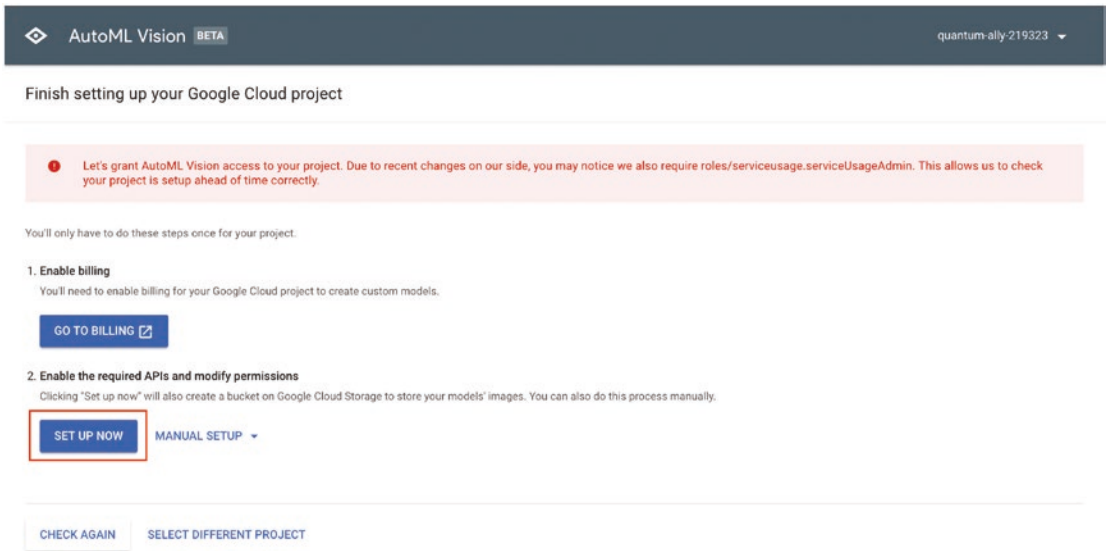 AutoML Vision BETA
quantum-ally-219323
Finish setting up your Google Cloud project
Let's grant AutoML Vision access to your project. Due to recent changes on our side, you may notice we also require roles/serviceusage.serviceUsageAdmin. This allows us to check
your project is setup ahead of time correctly.
You'll only have to do these steps once for your project.
1. Enable billing
You'll need to enable billing for your Google Cloud project to create custom models.
GO TO BILLING
2. Enable the required APIs and modify permissions
Clicking "Set up now" will also create a bucket on Google Cloud Storage to store your models' images. You can also do this process manually.
SET UP NOW MANUAL SETUP
CHECK AGAIN SELECT DIFFERENT PROJECT